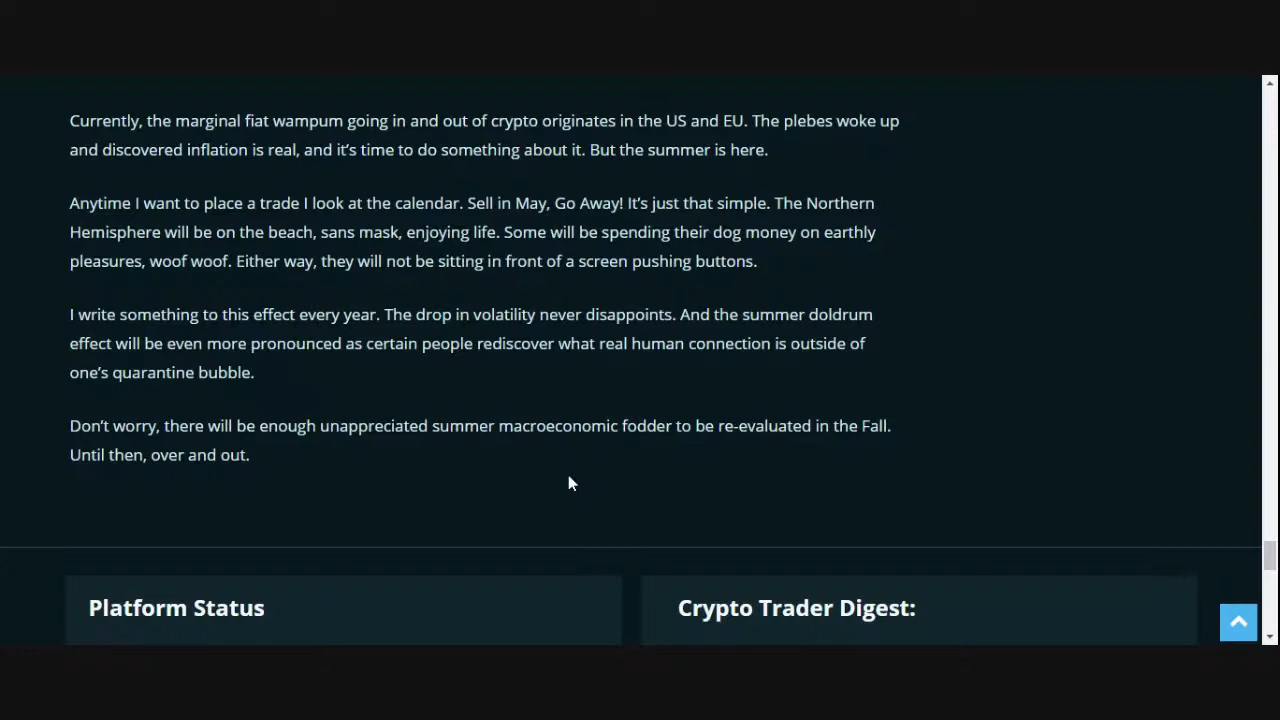 Currently, the marginal fiat wampum going in and out of crypto originates in the US and EU. The plebes woke up
and discovered inflation is real, and it’s time to do something about it. But the summer is here.
Anytime I want to place a trade I look at the calendar. Sell in May, Go Away! It’s just that simple. The Northern
Hemisphere will be on the beach, sans mask, enjoying life. Some will be spending their dog money on earthly
pleasures, woof woof. Either way, they will not be sitting in front of a screen pushing buttons.
I write something to this effect every year. The drop in volatility never disappoints. And the summer doldrum
effect will be even more pronounced as certain people rediscover what real human connection is outside of
one’s quarantine bubble.
Don’t worry, there will be enough unappreciated summer macroeconomic fodder to be re-evaluated in the Fall.
Until then, over and out.
Platform Status
Crypto Trader Digest: